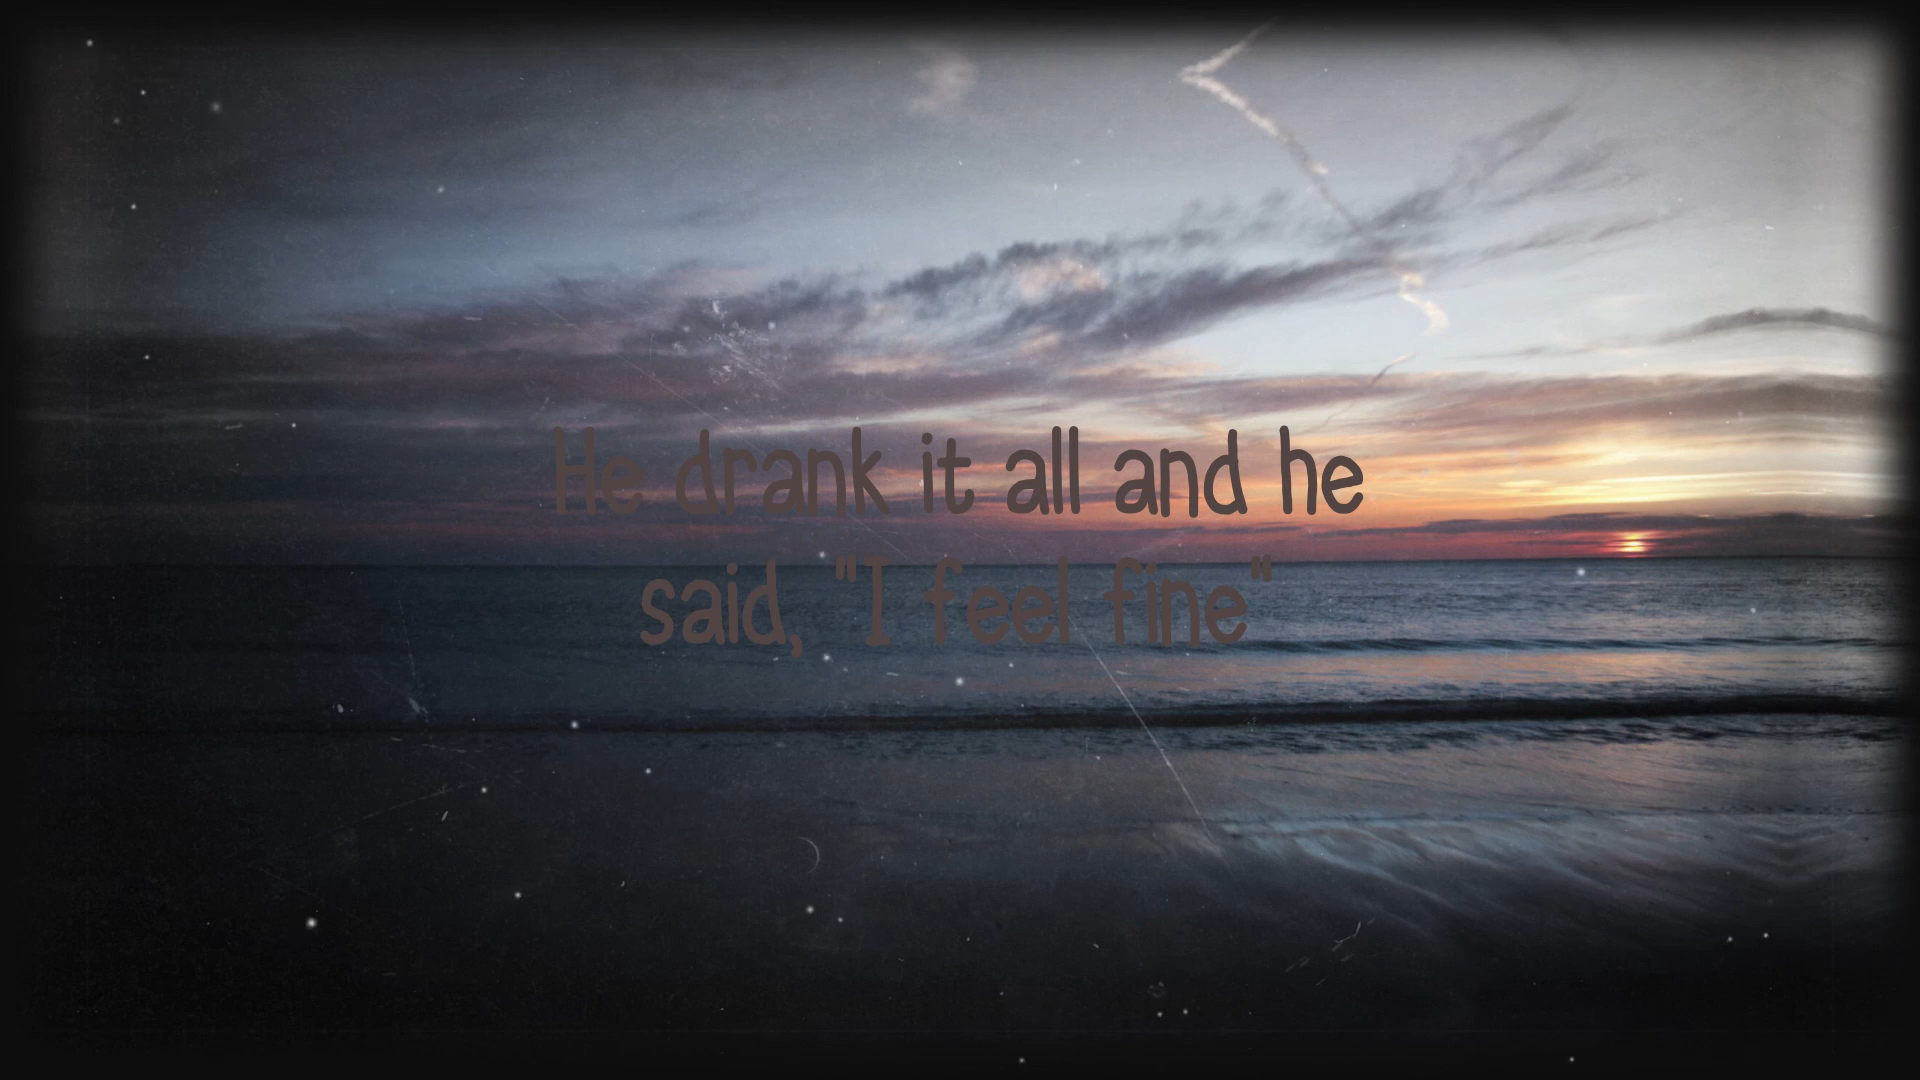 He drank it all and he
said, "I feel fine"